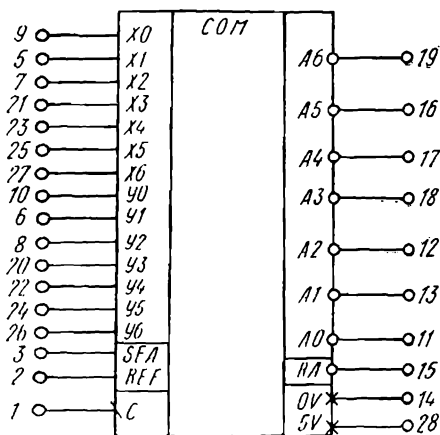 COM
9 X0
5 X1
7 X2
21 X3
23 X4
25 X5
27 X6
10 Y0
6 Y1
8 Y2
20 Y3
22 Y4
24 Y5
26 Y6
3 SEA
2 REF
1 C
A6 19
A5 16
A4 17
A3 18
A2 12
A1 13
A0 11
RA 15
0V 14
5V 28